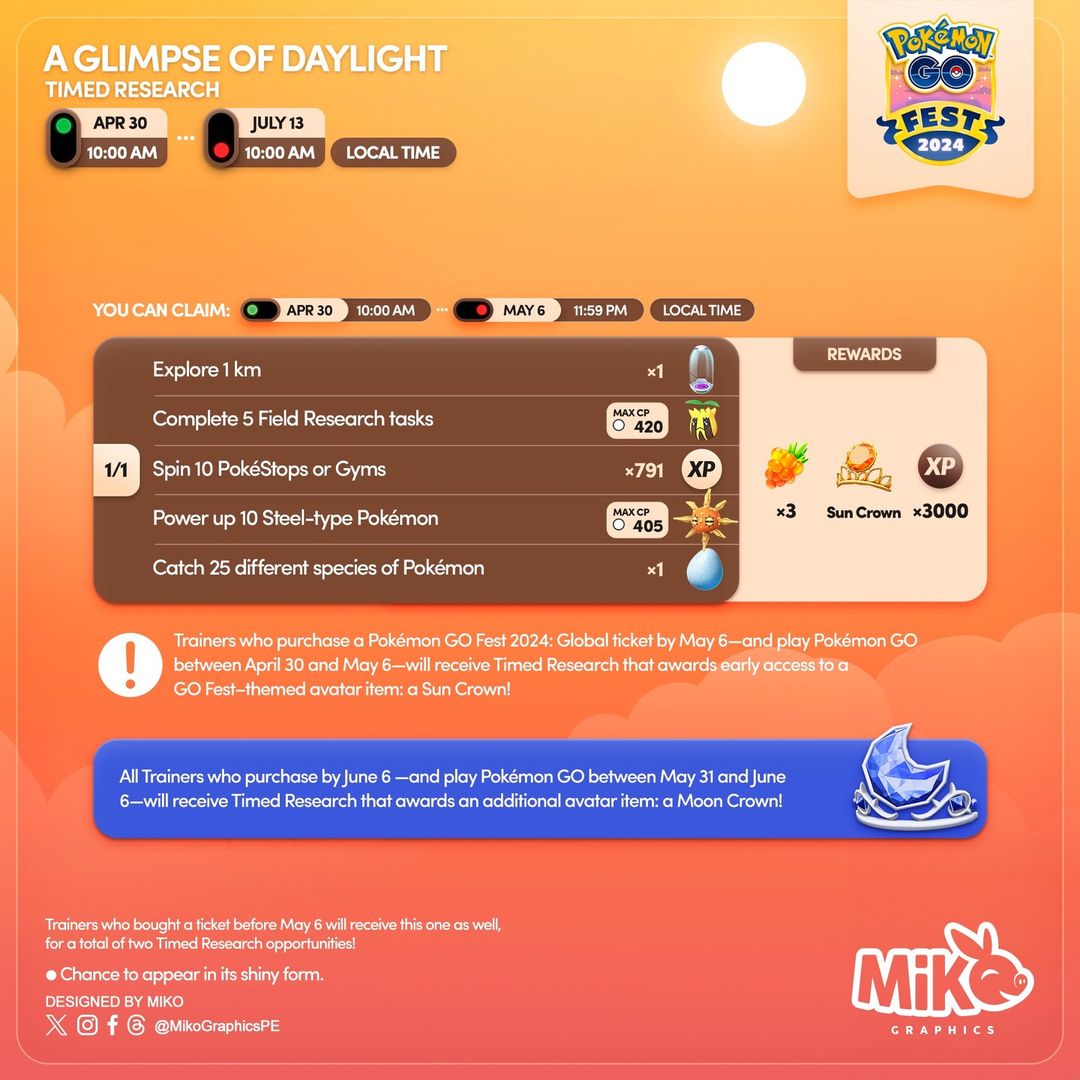 A GLIMPSE OF DAYLIGHT
TIMED RESEARCH
APR 30
10:00 AM
...
JULY 13
10:00 AM
LOCAL TIME
Pokémon
GO
FEST
2024
YOU CAN CLAIM: APR 30 10:00 AM ... MAY 6 11:59 PM LOCAL TIME
REWARDS
1/1
Explore 1 km ×1
Complete 5 Field Research tasks MAX CP 420
Spin 10 PokéStops or Gyms ×791 XP
Power up 10 Steel-type Pokémon MAX CP 405
Catch 25 different species of Pokémon ×1
XP
×3 Sun Crown ×3000
Trainers who purchase a Pokémon GO Fest 2024: Global ticket by May 6—and play Pokémon GO
between April 30 and May 6—will receive Timed Research that awards early access to a
GO Fest–themed avatar item: a Sun Crown!
All Trainers who purchase by June 6 —and play Pokémon GO between May 31 and June
6—will receive Timed Research that awards an additional avatar item: a Moon Crown!
Trainers who bought a ticket before May 6 will receive this one as well,
for a total of two Timed Research opportunities!
● Chance to appear in its shiny form.
DESIGNED BY MIKO
@MikoGraphicsPE
MiKO
GRAPHICS